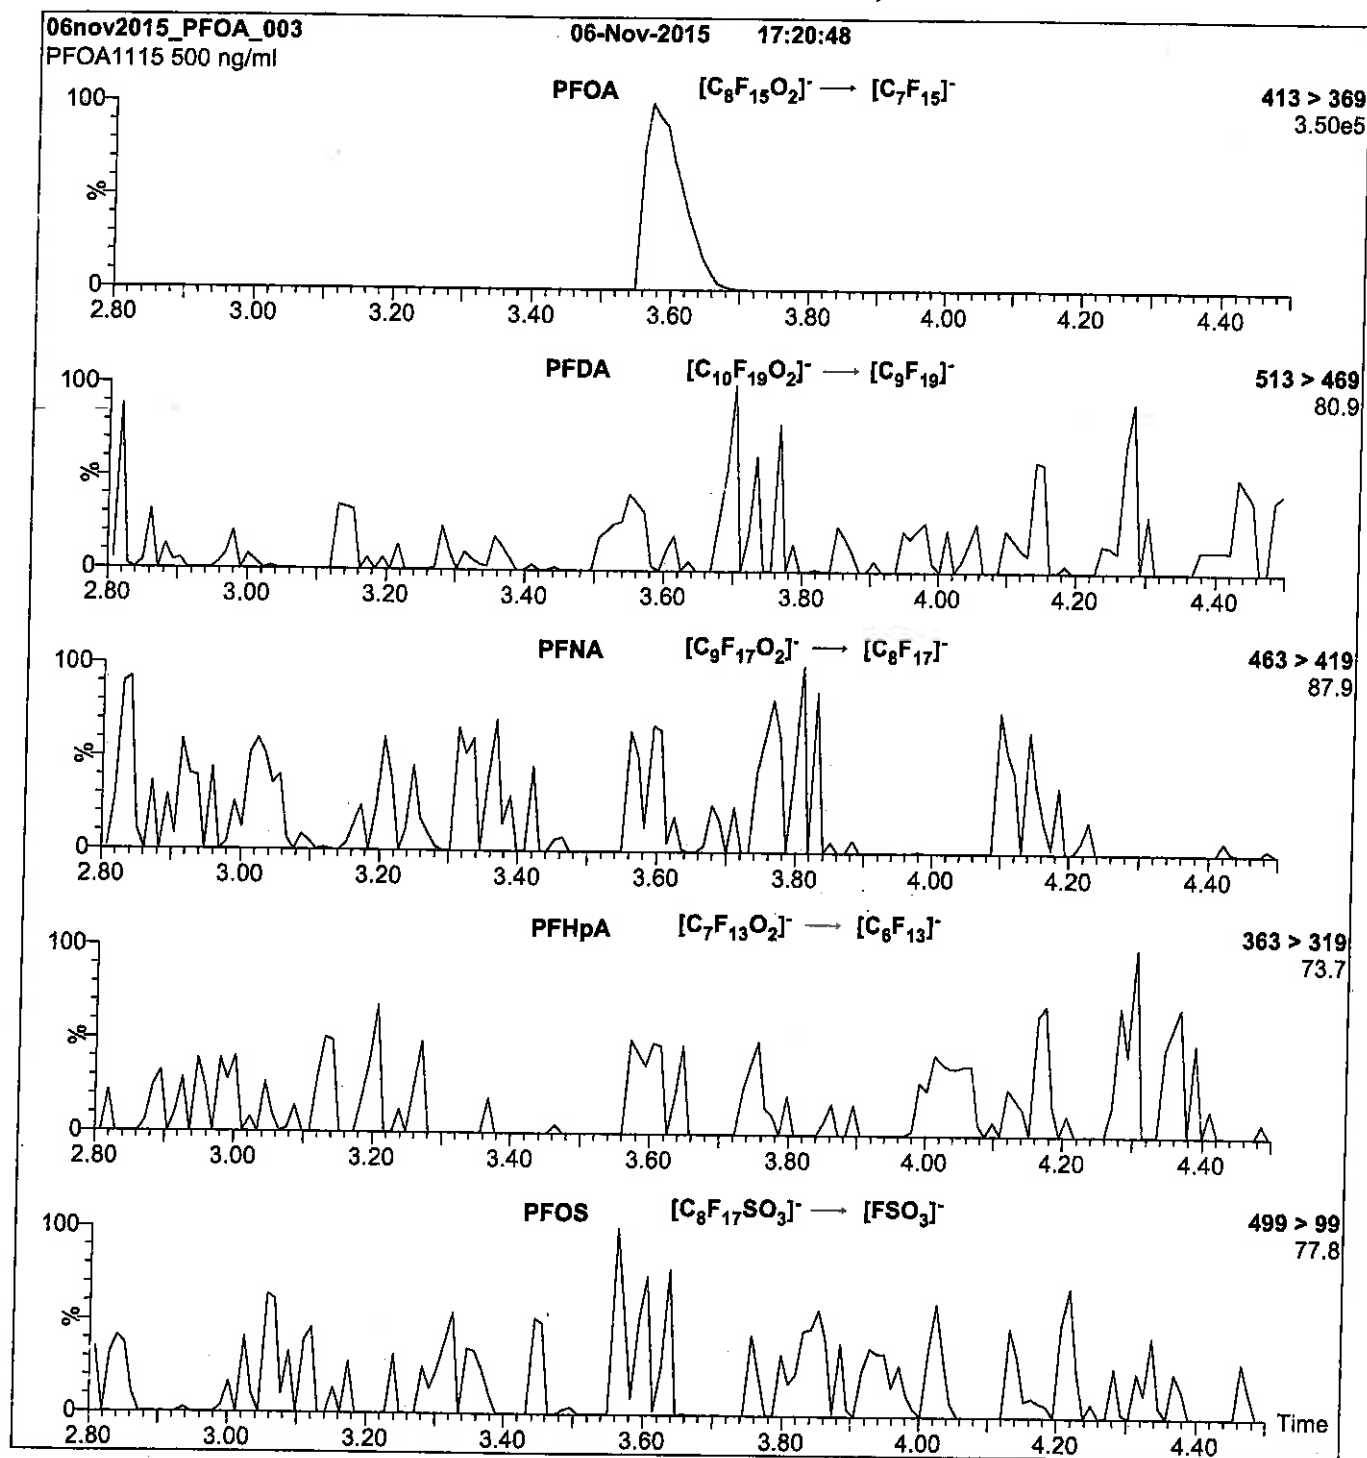 06nov2015_PFOA_003 06-Nov-2015 17:20:48
PFOA1115 500 ng/ml
PFOA [C₈F₁₅O₂]⁻ → [C₇F₁₅]⁻ 413 > 369
3.50e5
100
%
0
2.80 3.00 3.20 3.40 3.60 3.80 4.00 4.20 4.40
PFDA [C₁₀F₁₉O₂]⁻ → [C₉F₁₉]⁻ 513 > 469
80.9
100
%
0
2.80 3.00 3.20 3.40 3.60 3.80 4.00 4.20 4.40
PFNA [C₉F₁₇O₂]⁻ → [C₈F₁₇]⁻ 463 > 419
87.9
100
%
0
2.80 3.00 3.20 3.40 3.60 3.80 4.00 4.20 4.40
PFHpA [C₇F₁₃O₂]⁻ → [C₆F₁₃]⁻ 363 > 319
73.7
100
%
0
2.80 3.00 3.20 3.40 3.60 3.80 4.00 4.20 4.40
PFOS [C₈F₁₇SO₃]⁻ → [FSO₃]⁻ 499 > 99
77.8
100
%
0
2.80 3.00 3.20 3.40 3.60 3.80 4.00 4.20 4.40 Time